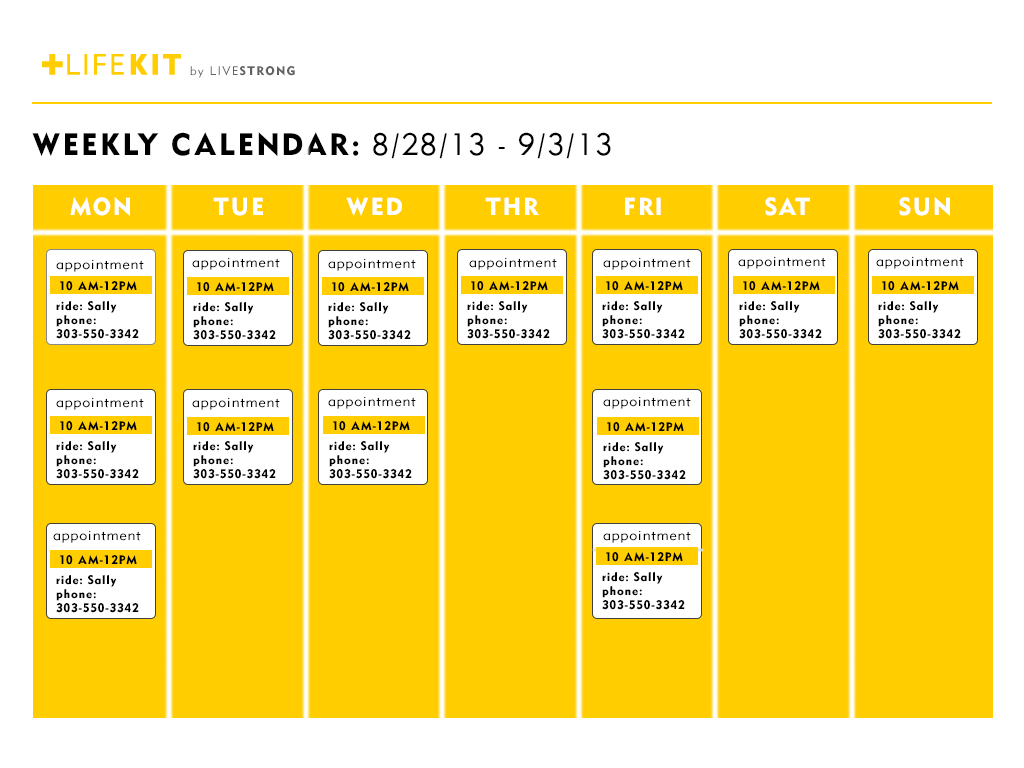 +LIFEKIT by LIVESTRONG
WEEKLY CALENDAR: 8/28/13 - 9/3/13
MON TUE WED THR FRI SAT SUN
appointment
10 AM-12PM
ride: Sally
phone:
303-550-3342
appointment
10 AM-12PM
ride: Sally
phone:
303-550-3342
appointment
10 AM-12PM
ride: Sally
phone:
303-550-3342
appointment
10 AM-12PM
ride: Sally
phone:
303-550-3342
appointment
10 AM-12PM
ride: Sally
phone:
303-550-3342
appointment
10 AM-12PM
ride: Sally
phone:
303-550-3342
appointment
10 AM-12PM
ride: Sally
phone:
303-550-3342
appointment
10 AM-12PM
ride: Sally
phone:
303-550-3342
appointment
10 AM-12PM
ride: Sally
phone:
303-550-3342
appointment
10 AM-12PM
ride: Sally
phone:
303-550-3342
appointment
10 AM-12PM
ride: Sally
phone:
303-550-3342
appointment
10 AM-12PM
ride: Sally
phone:
303-550-3342
appointment
10 AM-12PM
ride: Sally
phone:
303-550-3342